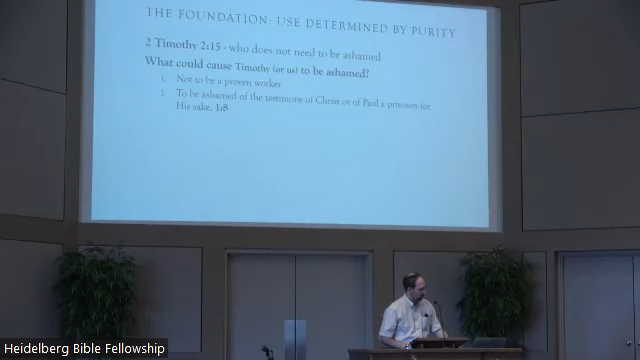 THE FOUNDATION: USE DETERMINED BY PURITY
2 Timothy 2:15 - who does not need to be ashamed
What could cause Timothy (or us) to be ashamed?
1. Not to be a proven worker
2. To be ashamed of the testimony of Christ or of Paul a prisoner for
His sake, 1:8
Heidelberg Bible Fellowship